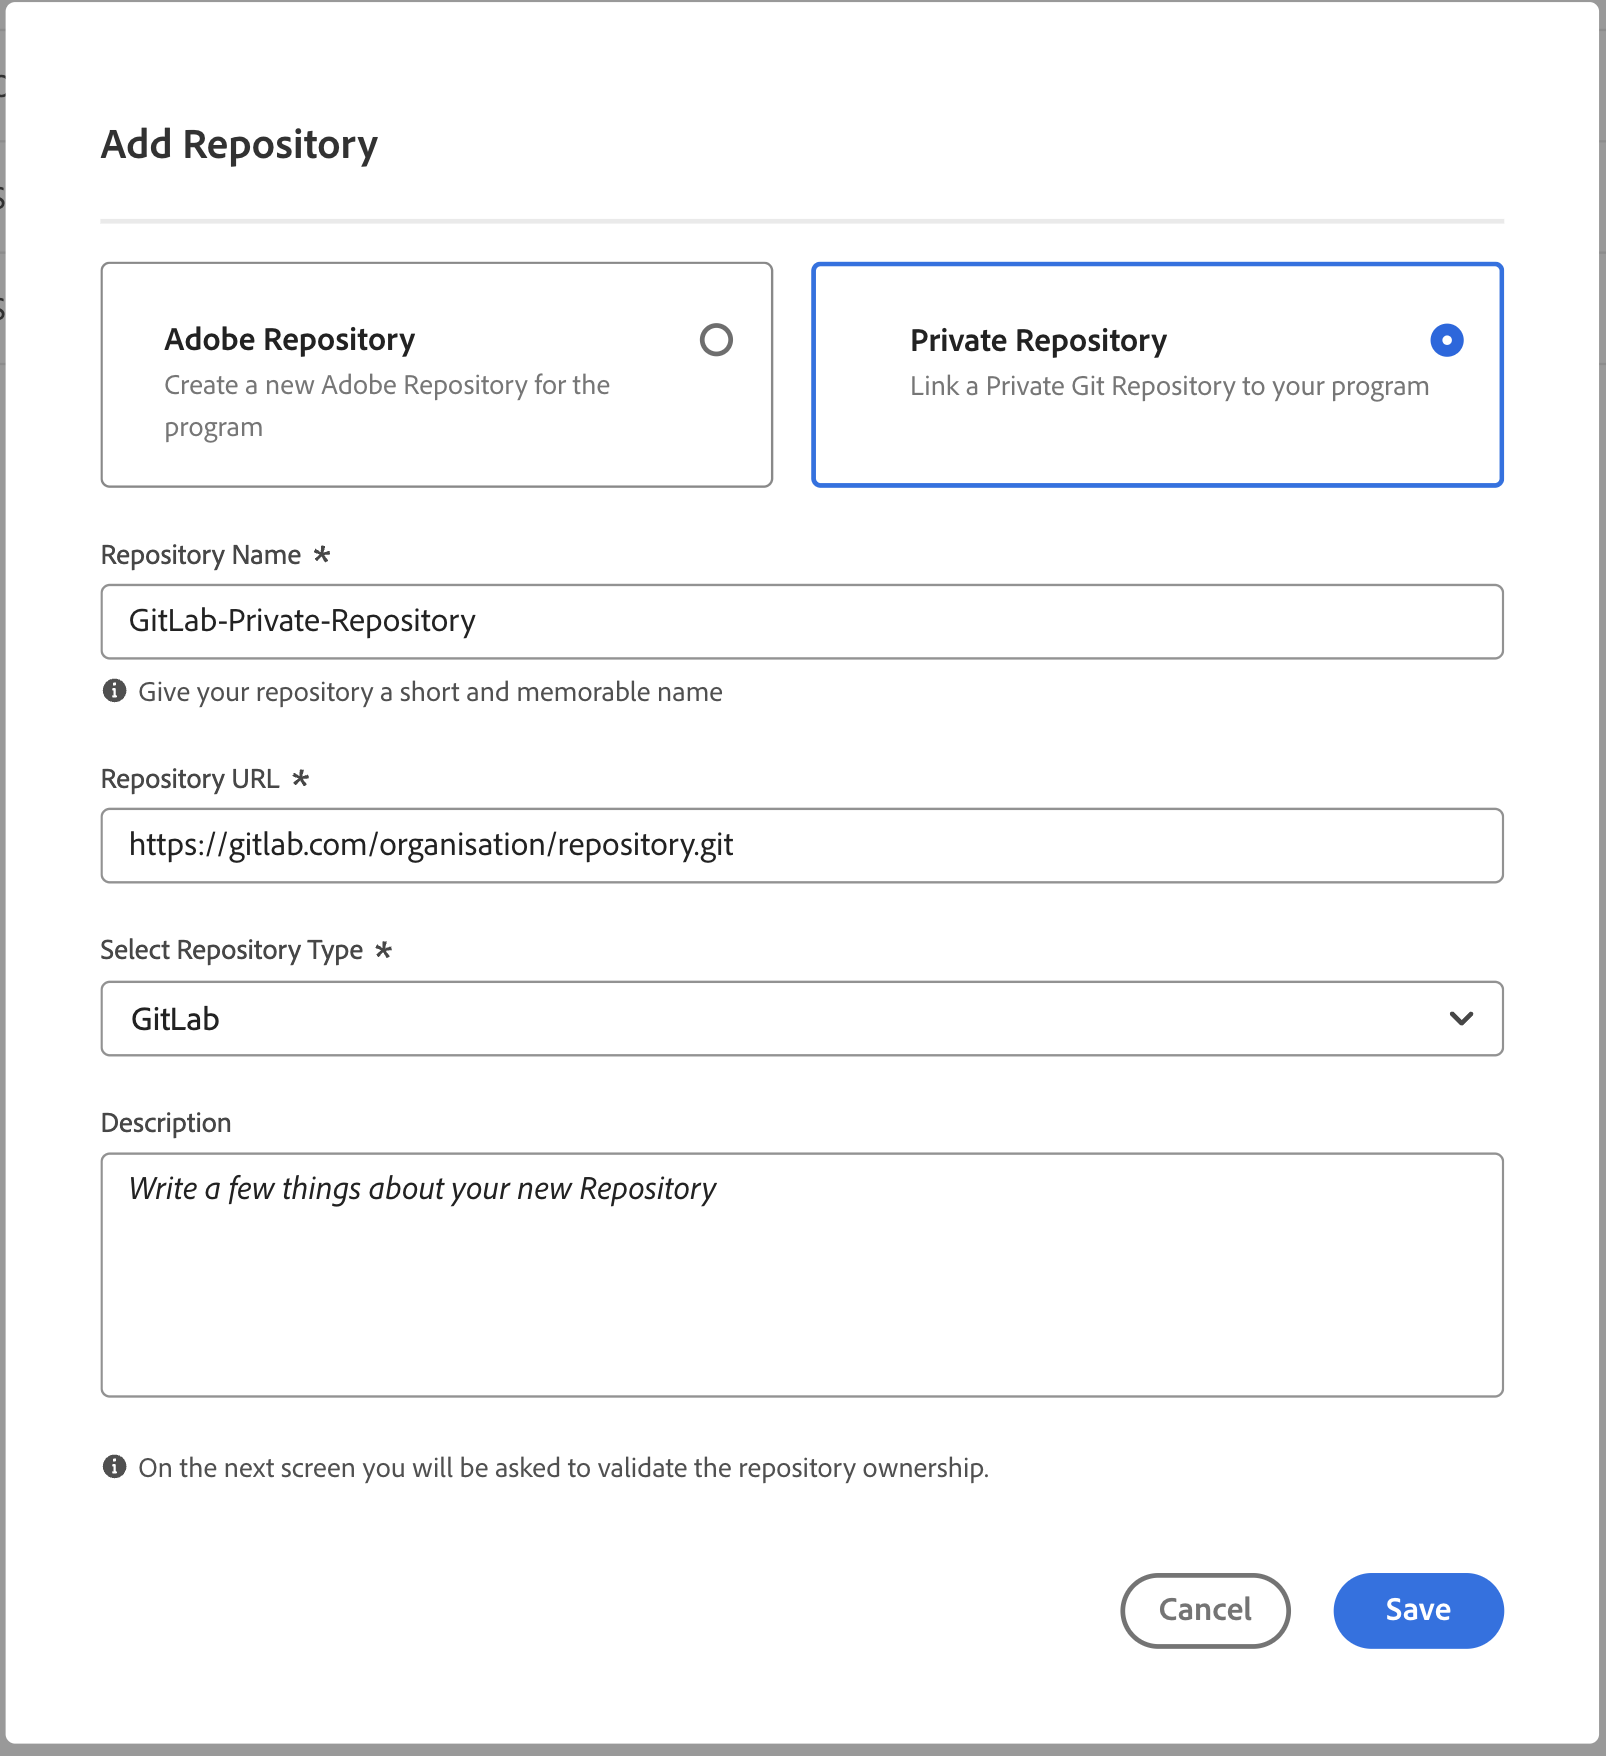 Add Repository
Adobe Repository
Create a new Adobe Repository for the
program
Private Repository
Link a Private Git Repository to your program
Repository Name *
GitLab-Private-Repository
Give your repository a short and memorable name
Repository URL *
https://gitlab.com/organisation/repository.git
Select Repository Type *
GitLab
Description
Write a few things about your new Repository
On the next screen you will be asked to validate the repository ownership.
Cancel
Save